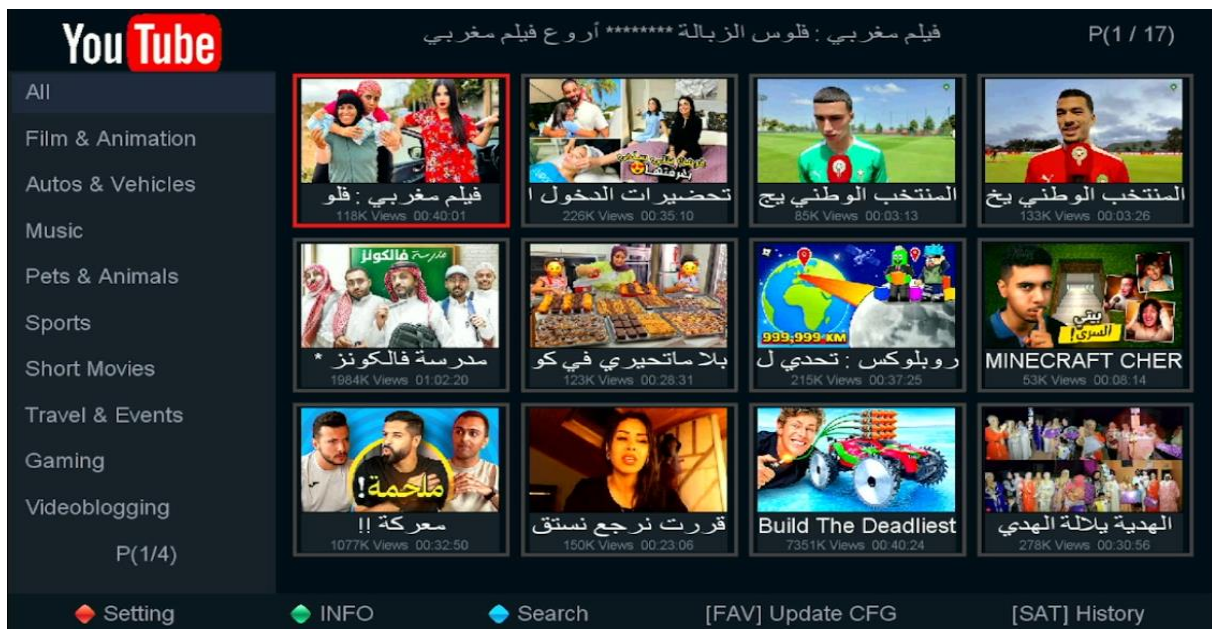 You Tube
فيلم مغربي : فلوس الزبالة ******** أروع فيلم مغربي
P(1 / 17)
All
Film & Animation
Autos & Vehicles
Music
Pets & Animals
Sports
Short Movies
Travel & Events
Gaming
Videoblogging
P(1/4)
فيلم مغربي : فلو
118K Views 00:40:01
تحضيرات الدخول ا
226K Views 00:35:10
المنتخب الوطني يج
85K Views 00:03:13
المنتخب الوطني يخ
133K Views 00:03:26
مدرسة فالكونز
مدرسة فالكونز *
1984K Views 01:02:20
بلا ماتحيري في كو
123K Views 00:28:31
999,999 KM
روبلوكس : تحدي ل
215K Views 00:37:25
بيتي
السري!
MINECRAFT CHER
53K Views 00:08:14
ملحمة!
معركة !!
1077K Views 00:32:50
قررت نرجع نستق
150K Views 00:23:06
Build The Deadliest
7351K Views 00:40:24
الهدية يلالة الهدي
278K Views 00:30:56
Setting
INFO
Search
[FAV] Update CFG
[SAT] History